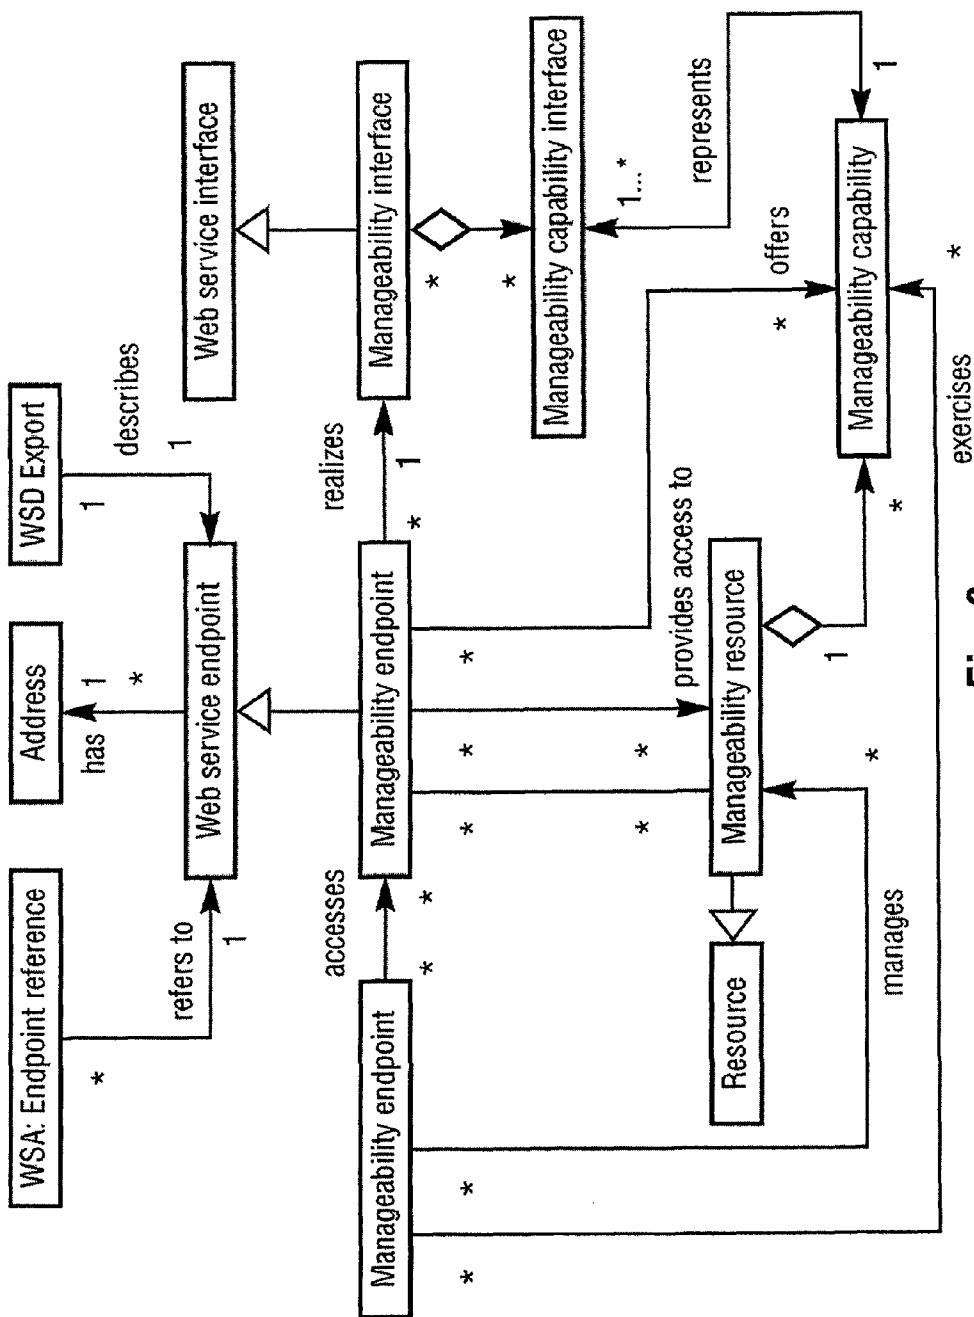 WSA: Endpoint reference
Address
WSD Export
*
has
1
1
*
describes
refers to
1
1
Web service endpoint
Web service interface
accesses
realizes
1
Manageability endpoint
Manageability endpoint
Manageability interface
*
*
*
*
*
*
*
*
*
*
Manageability capability interface
1...*
*
*
provides access to
represents
Resource
Manageability resource
offers
*
1
manages
*
*
1
Manageability capability
exercises
*